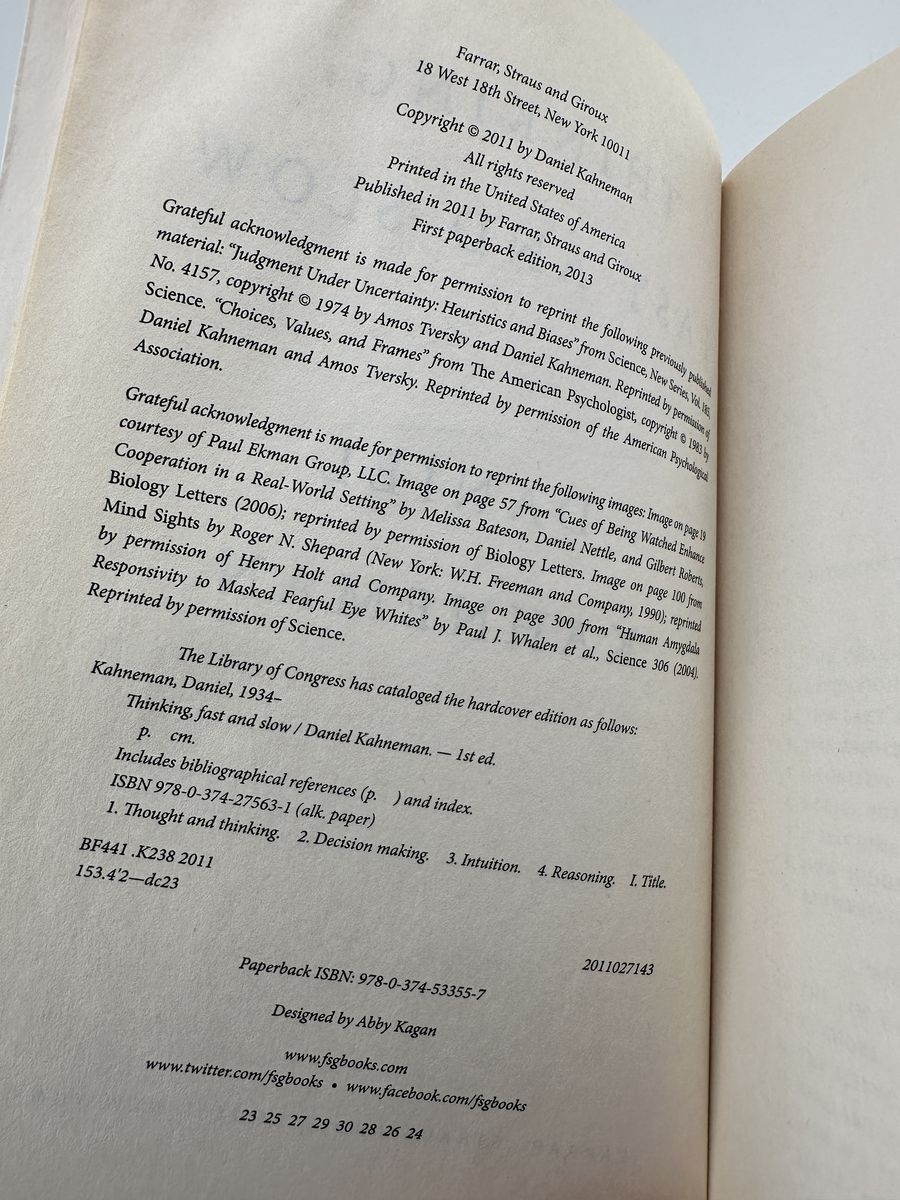 Farrar, Straus and Giroux
18 West 18th Street, New York 10011
Copyright © 2011 by Daniel Kahneman
All rights reserved
Printed in the United States of America
Published in 2011 by Farrar, Straus and Giroux
First paperback edition, 2013
Grateful acknowledgment is made for permission to reprint the following previously published
material: “Judgment Under Uncertainty: Heuristics and Biases” from Science, New Series, Vol. 185,
No. 4157, copyright © 1974 by Amos Tversky and Daniel Kahneman. Reprinted by permission of
Science. “Choices, Values, and Frames” from The American Psychologist, copyright © 1983 by
Daniel Kahneman and Amos Tversky. Reprinted by permission of the American Psychological
Association.
Grateful acknowledgment is made for permission to reprint the following images: Image on page 19
courtesy of Paul Ekman Group, LLC. Image on page 57 from “Cues of Being Watched Enhance
Cooperation in a Real-World Setting” by Melissa Bateson, Daniel Nettle, and Gilbert Roberts,
Biology Letters (2006); reprinted by permission of Biology Letters. Image on page 100 from
Mind Sights by Roger N. Shepard (New York: W.H. Freeman and Company, 1990); reprinted
by permission of Henry Holt and Company. Image on page 300 from “Human Amygdala
Responsivity to Masked Fearful Eye Whites” by Paul J. Whalen et al., Science 306 (2004).
Reprinted by permission of Science.
The Library of Congress has cataloged the hardcover edition as follows:
Kahneman, Daniel, 1934–
Thinking, fast and slow / Daniel Kahneman. — 1st ed.
p. cm.
Includes bibliographical references (p. ) and index.
ISBN 978-0-374-27563-1 (alk. paper)
1. Thought and thinking. 2. Decision making. 3. Intuition. 4. Reasoning. I. Title.
BF441 .K238 2011
153.4'2—dc23
2011027143
Paperback ISBN: 978-0-374-53355-7
Designed by Abby Kagan
www.fsgbooks.com
www.twitter.com/fsgbooks • www.facebook.com/fsgbooks
23 25 27 29 30 28 26 24